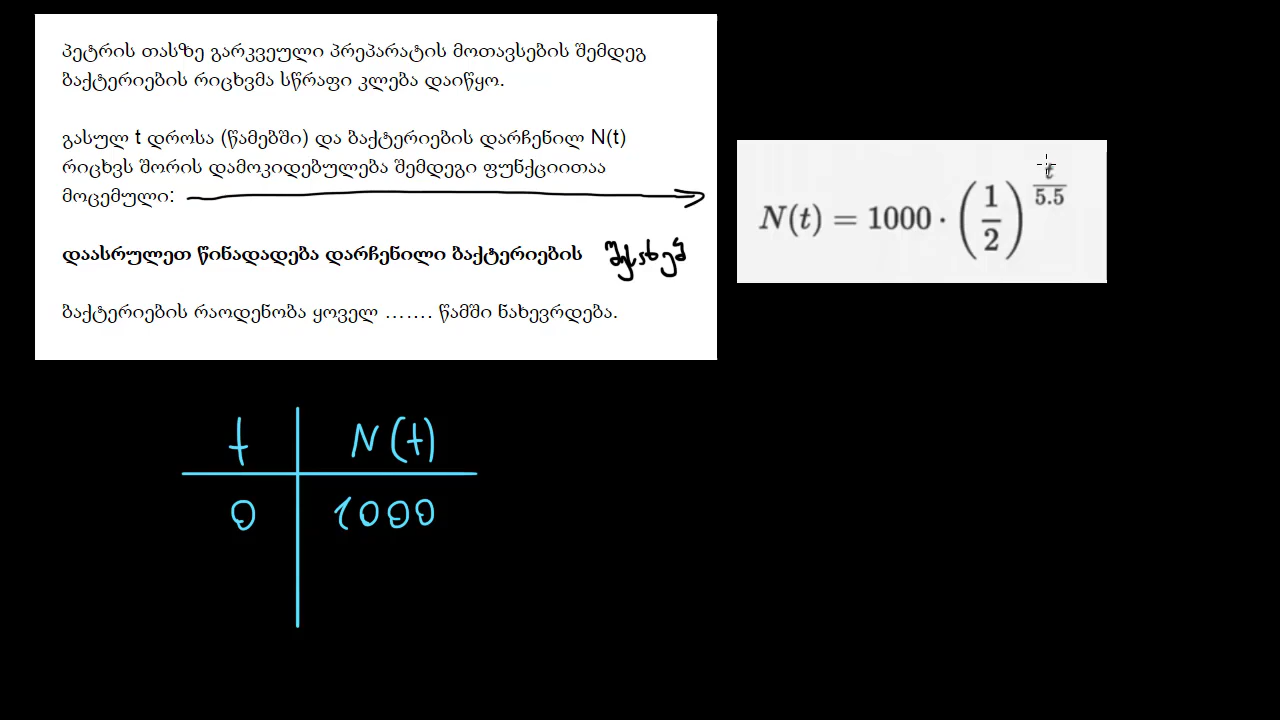 პეტრის თასზე გარკვეული პრეპარატის მოთავსების შემდეგ
ბაქტერიების რიცხვმა სწრაფი კლება დაიწყო.
გასულ t დროსა (წამებში) და ბაქტერიების დარჩენილ N(t)
რიცხვს შორის დამოკიდებულება შემდეგი ფუნქციითაა
მოცემული:
N(t) = 1000 · (1/2)^(t/5.5)
დაასრულეთ წინადადება დარჩენილი ბაქტერიების
ბაქტერიების რაოდენობა ყოველ ....... წამში ნახევრდება.
t N(t)
0 1000